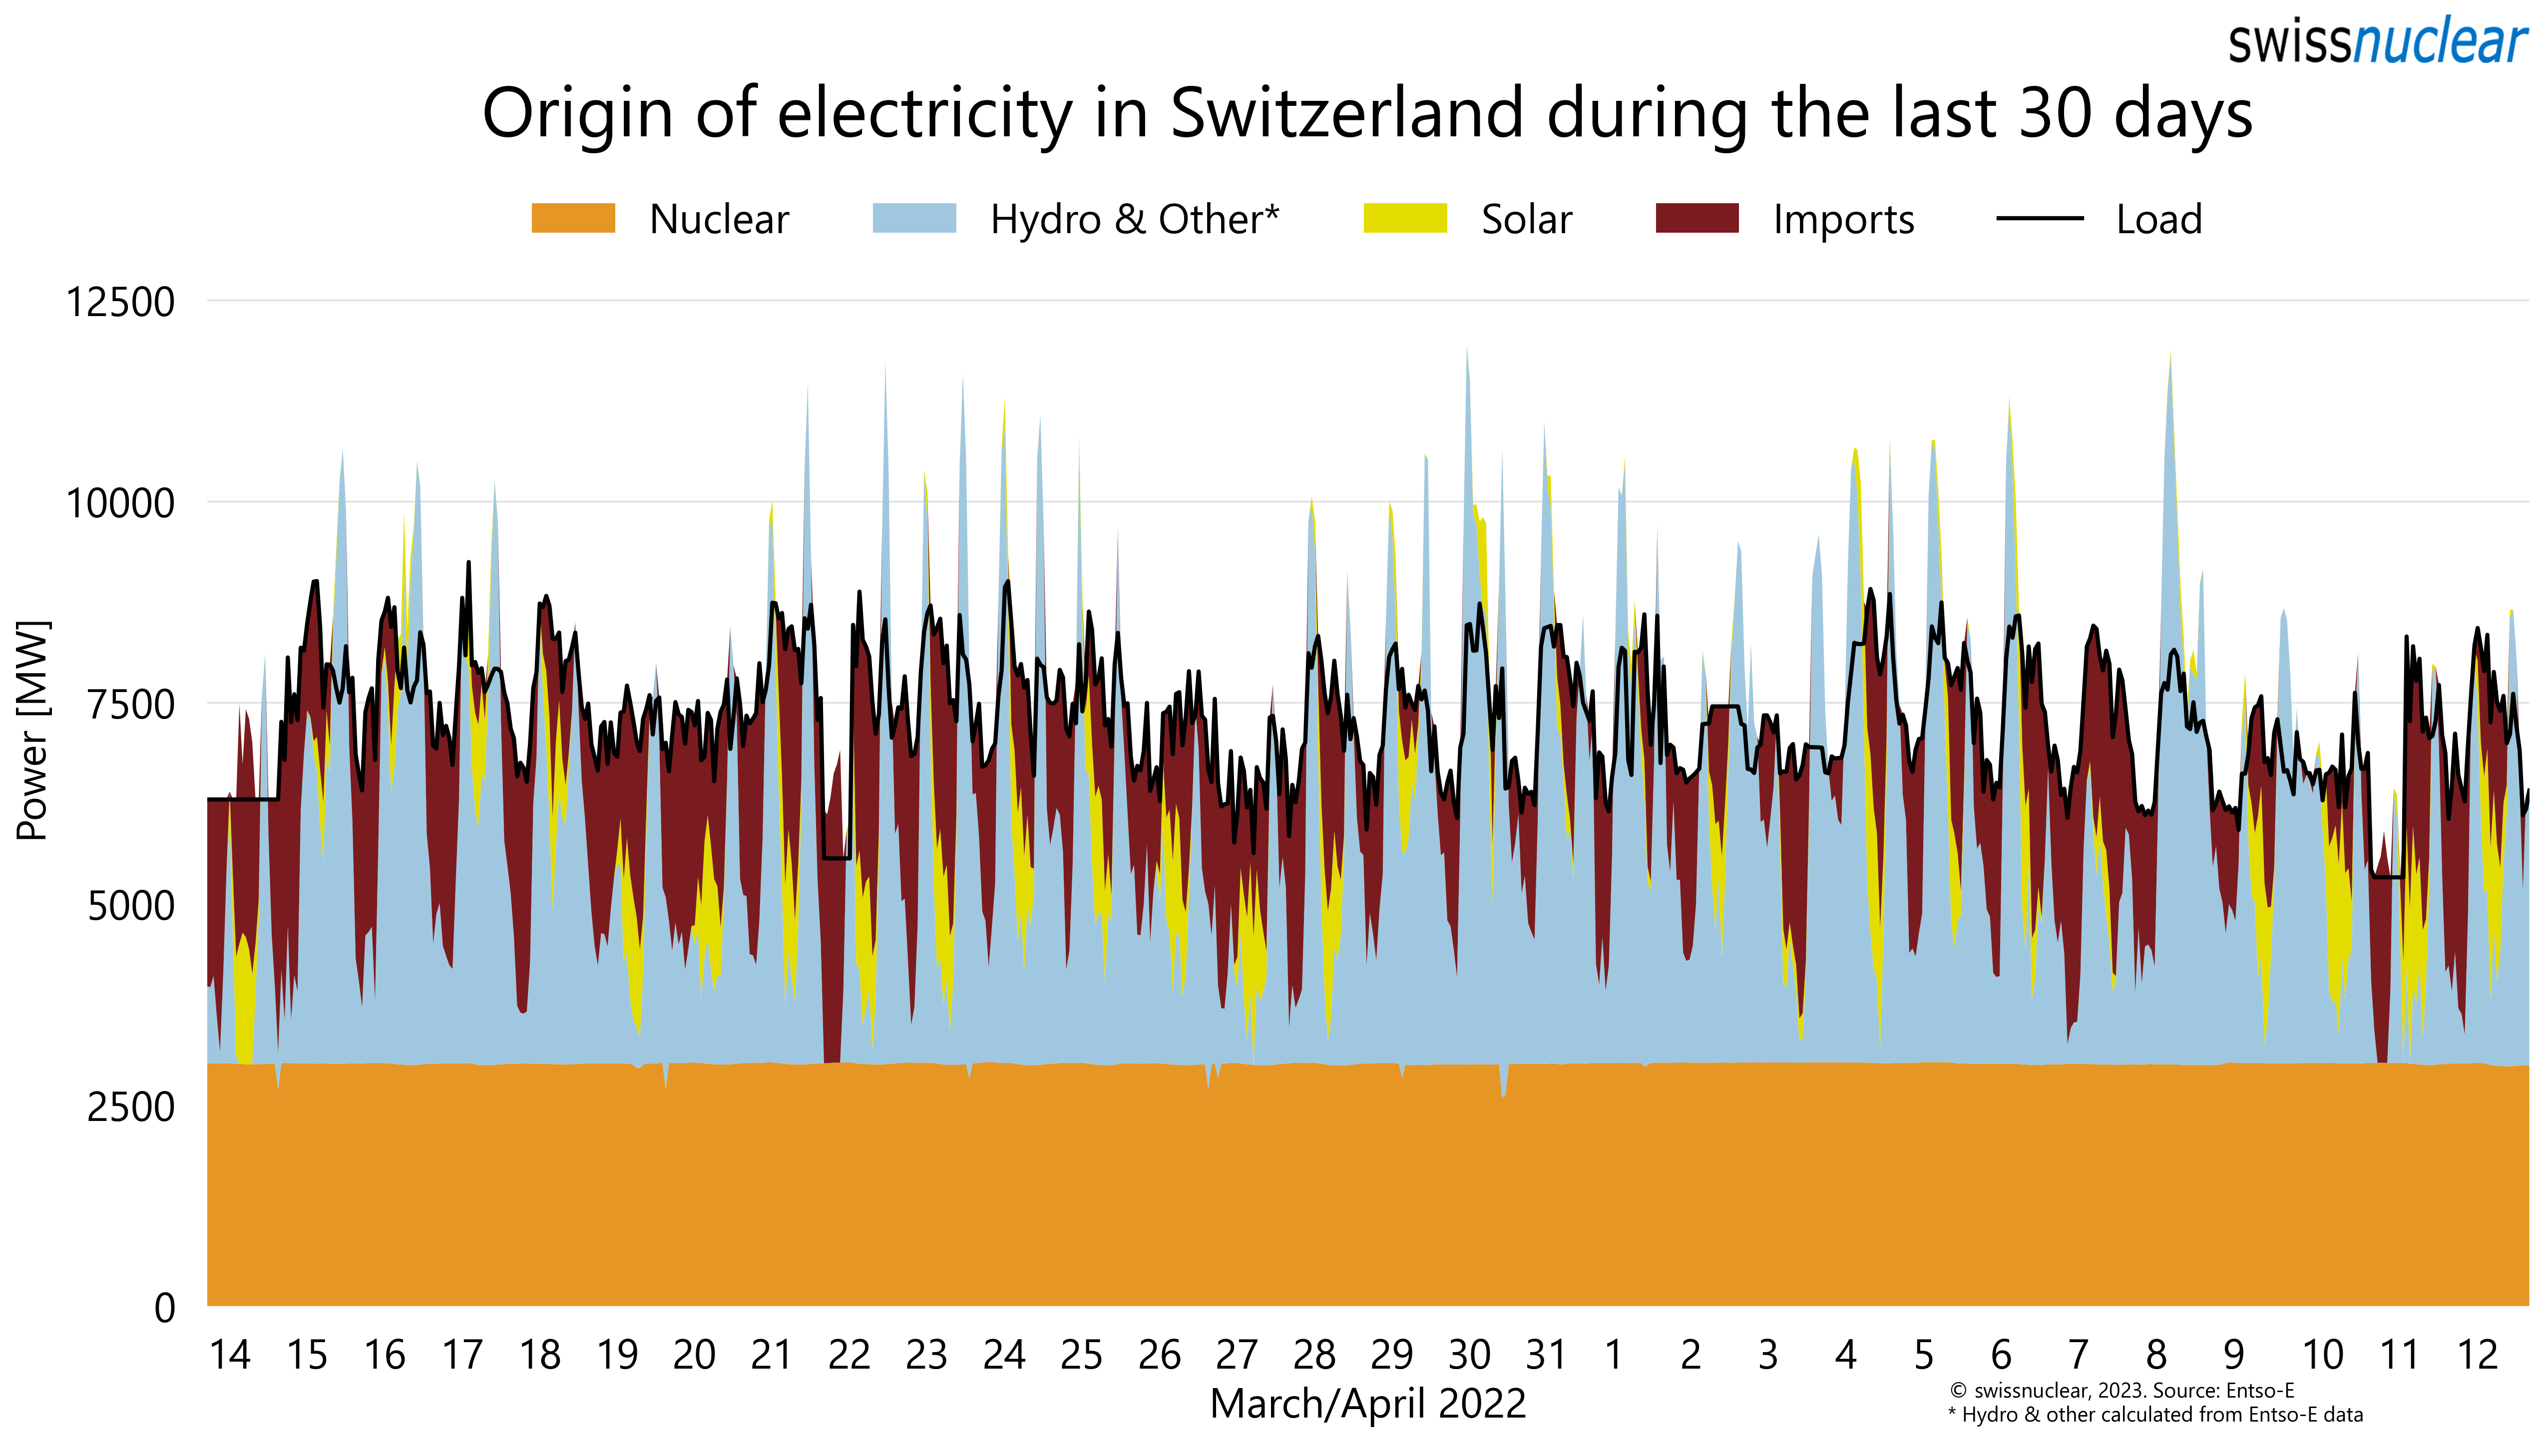 swissnuclear
Origin of electricity in Switzerland during the last 30 days
Nuclear Hydro & Other* Solar Imports Load
12500
10000
7500
5000
2500
0
Power [MW]
14 15 16 17 18 19 20 21 22 23 24 25 26 27 28 29 30 31 1 2 3 4 5 6 7 8 9 10 11 12
March/April 2022
© swissnuclear, 2023. Source: Entso-E
* Hydro & other calculated from Entso-E data